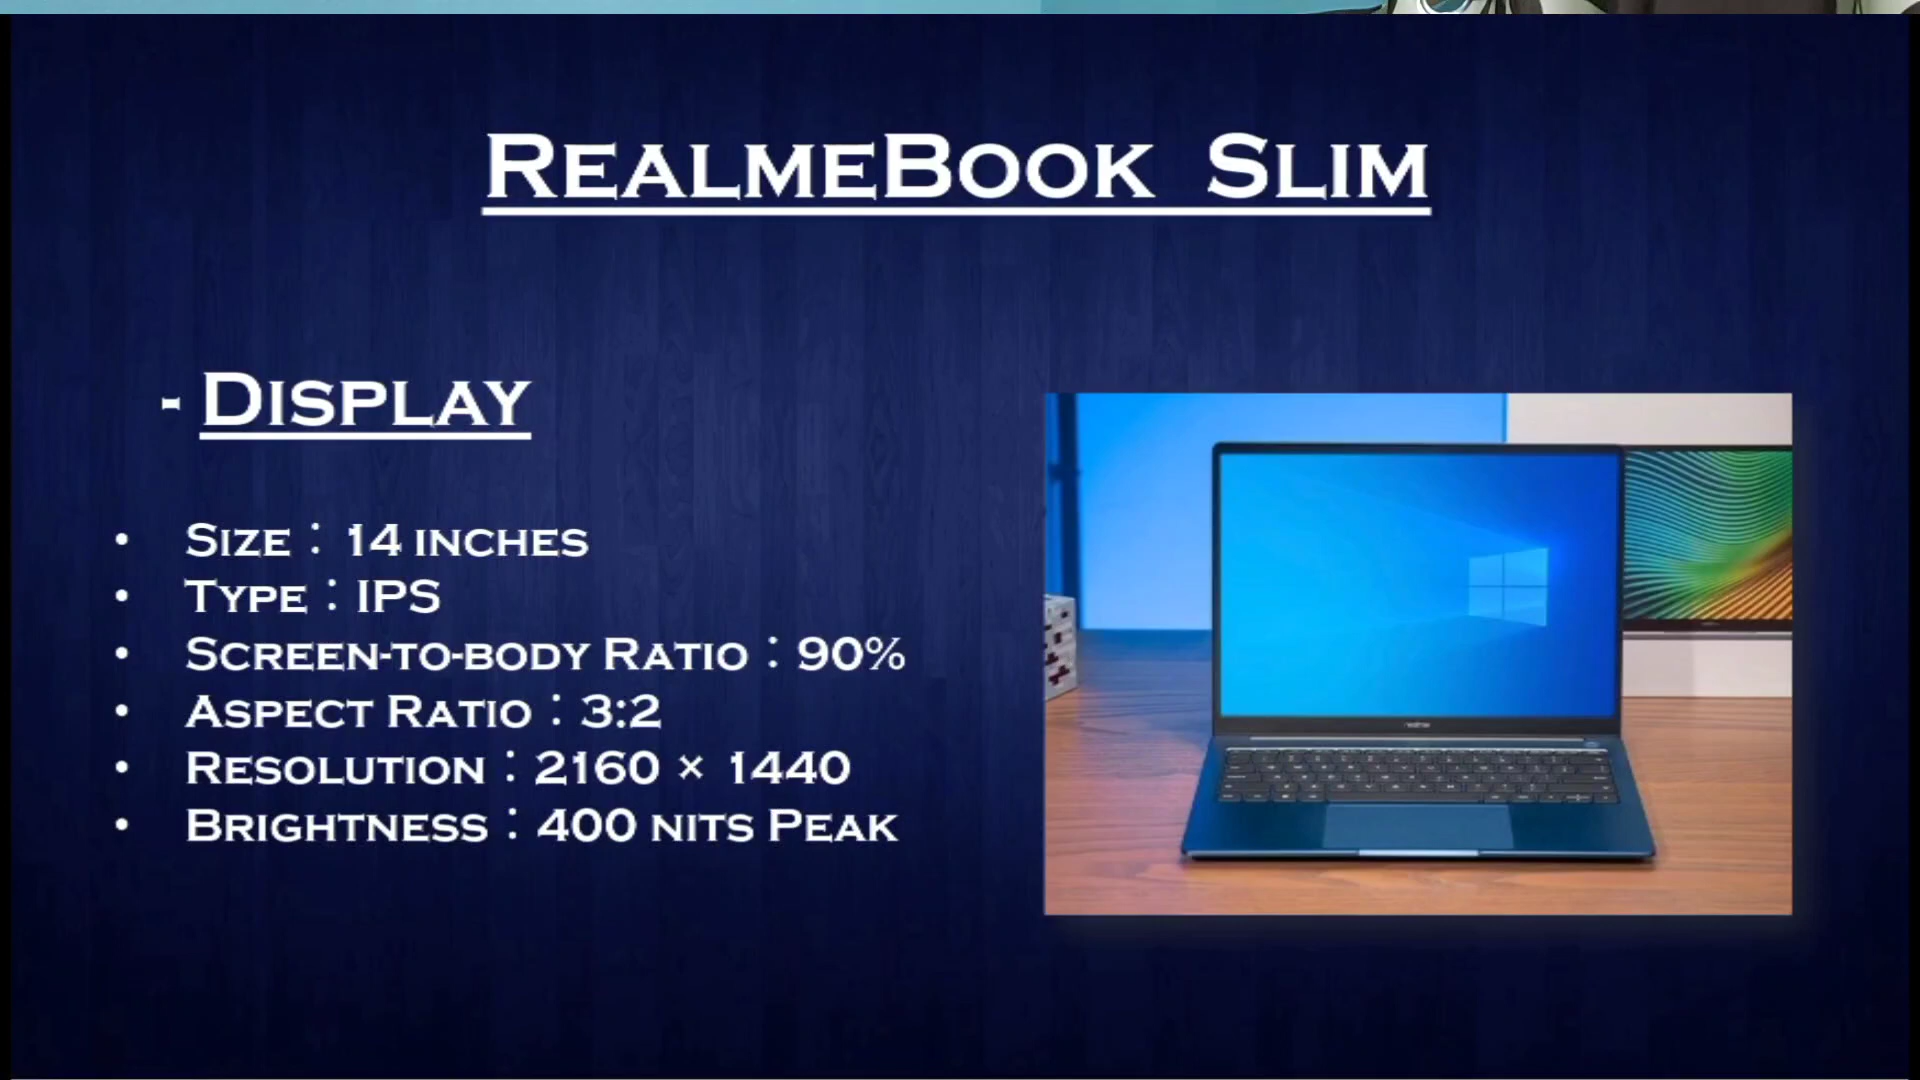 RealmeBook Slim
- Display
• Size : 14 inches
• Type : IPS
• Screen-to-body Ratio : 90%
• Aspect Ratio : 3:2
• Resolution : 2160 × 1440
• Brightness : 400 nits Peak
realme